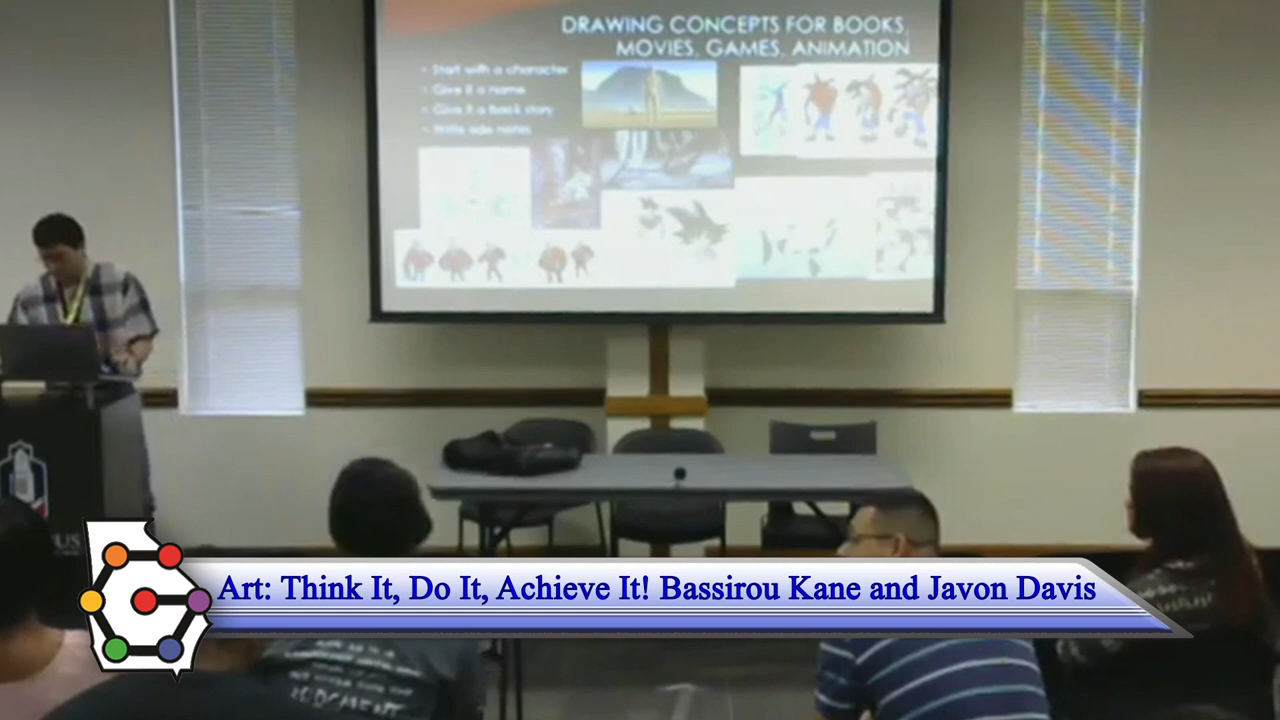 DRAWING CONCEPTS FOR BOOKS,
MOVIES, GAMES, ANIMATION
- Start with a character
- Give it a name
- Give it a back story
- Write side notes
Art: Think It, Do It, Achieve It! Bassirou Kane and Javon Davis
JUDGMENT